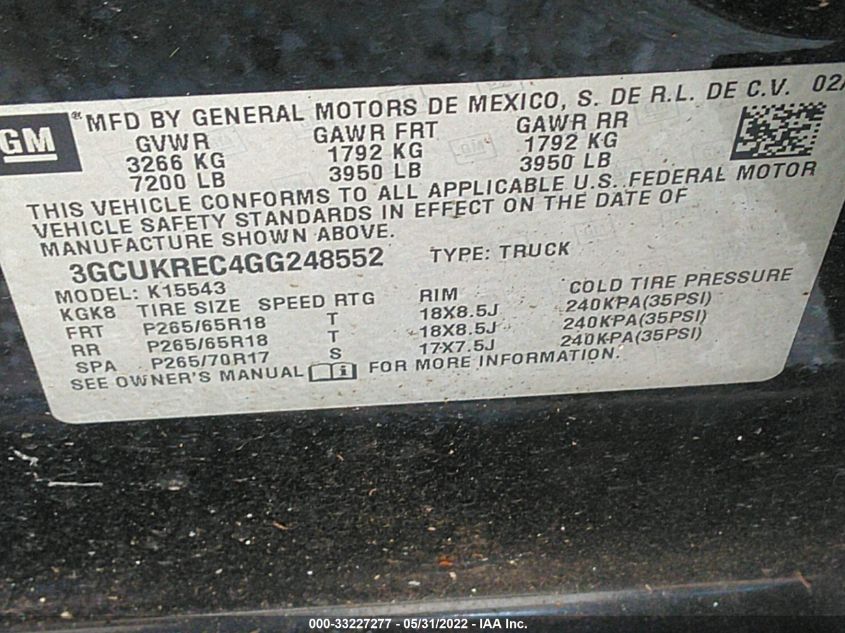 GM ® MFD BY GENERAL MOTORS DE MEXICO, S. DE R.L. DE C.V. 02/
GVWR GAWR FRT GAWR RR
3266 KG 1792 KG 1792 KG
7200 LB 3950 LB 3950 LB
THIS VEHICLE CONFORMS TO ALL APPLICABLE U.S. FEDERAL MOTOR
VEHICLE SAFETY STANDARDS IN EFFECT ON THE DATE OF
MANUFACTURE SHOWN ABOVE.
3GCUKREC4GG248552 TYPE: TRUCK
MODEL: K15543
KGK8 TIRE SIZE SPEED RTG RIM COLD TIRE PRESSURE
FRT P265/65R18 T 18X8.5J 240KPA(35PSI)
RR P265/65R18 T 18X8.5J 240KPA(35PSI)
SPA P265/70R17 S 17X7.5J 240KPA(35PSI)
SEE OWNER'S MANUAL i FOR MORE INFORMATION.
000-33227277 - 05/31/2022 - IAA Inc.